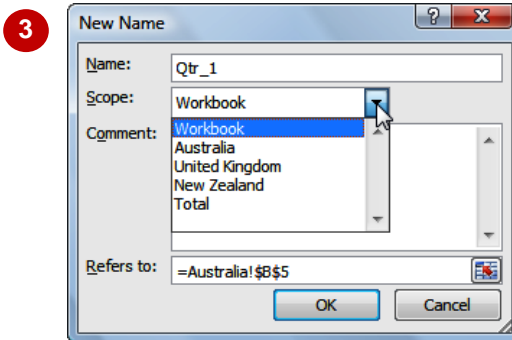 3
New Name
Name: Qtr_1
Scope: Workbook
Workbook
Australia
United Kingdom
New Zealand
Total
Comment:
Refers to: =Australia!$B$5
OK Cancel